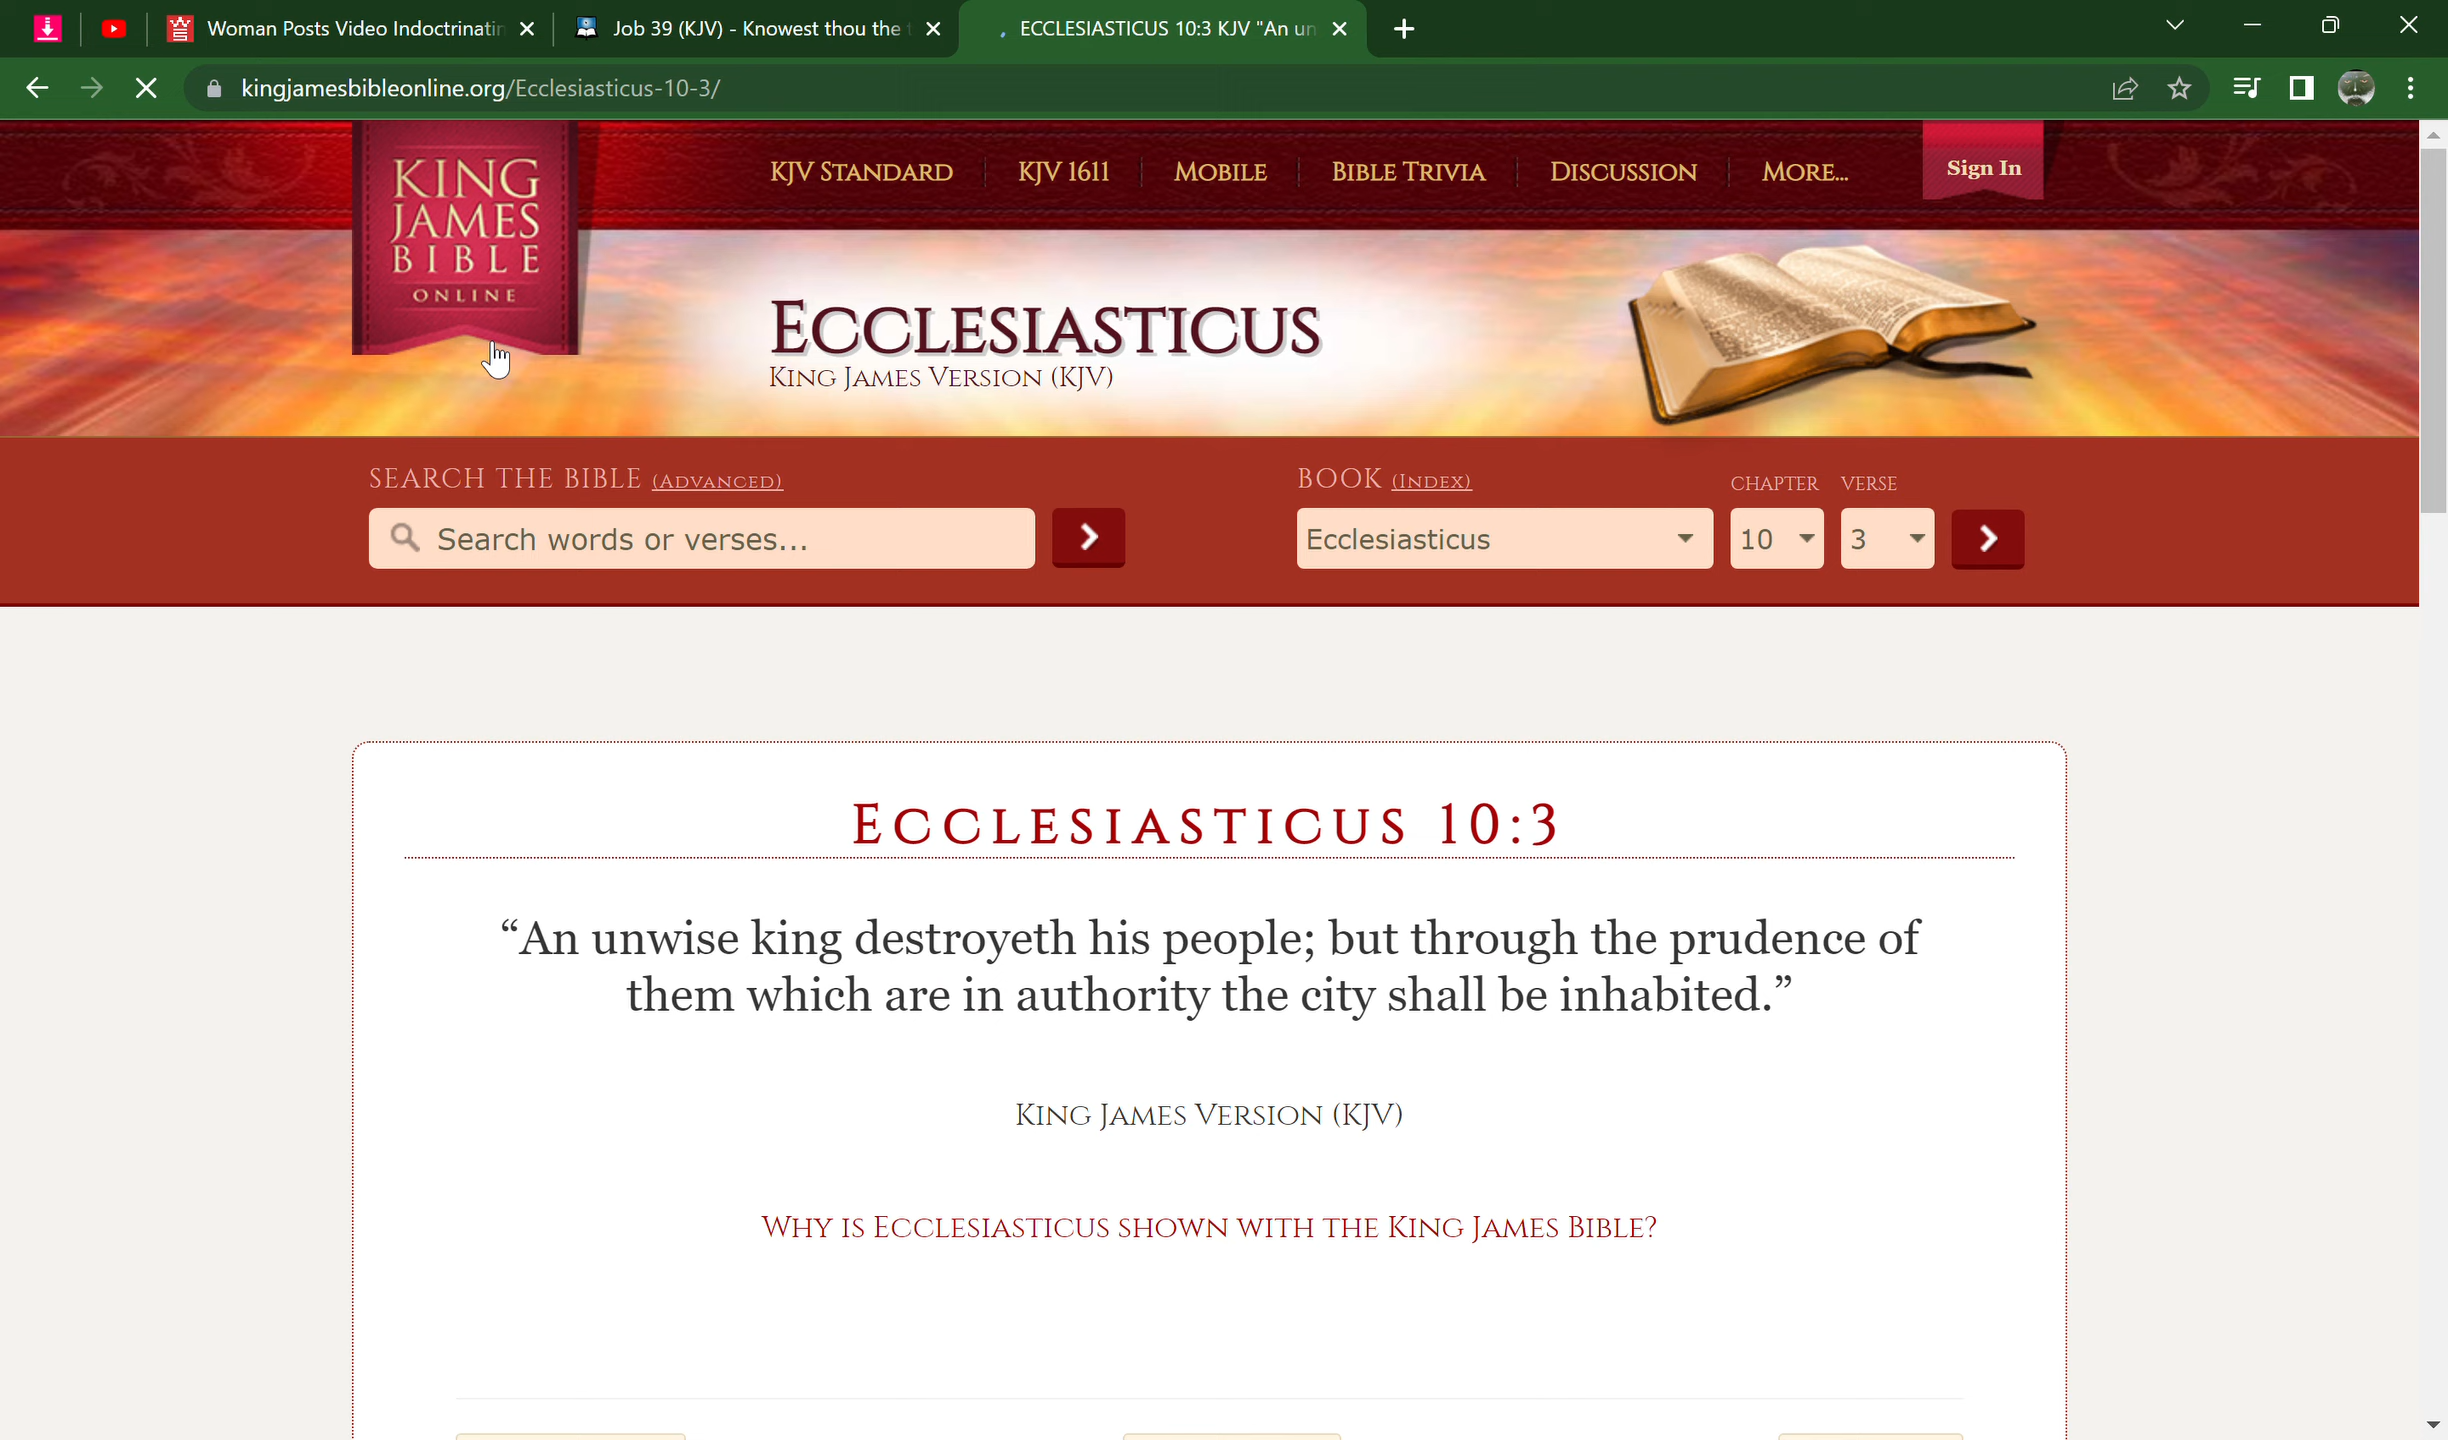 Woman Posts Video Indoctrinatin
Job 39 (KJV) - Knowest thou the t
ECCLESIASTICUS 10:3 KJV "An un
kingjamesbibleonline.org/Ecclesiasticus-10-3/
KING
JAMES
BIBLE
ONLINE
KJV Standard
KJV 1611
Mobile
Bible Trivia
Discussion
More...
Sign In
Ecclesiasticus
King James Version (KJV)
SEARCH THE BIBLE (Advanced)
Search words or verses...
BOOK (Index)
CHAPTER
VERSE
Ecclesiasticus
10
3
Ecclesiasticus 10:3
“An unwise king destroyeth his people; but through the prudence of
them which are in authority the city shall be inhabited.”
King James Version (KJV)
Why is Ecclesiasticus shown with the King James Bible?